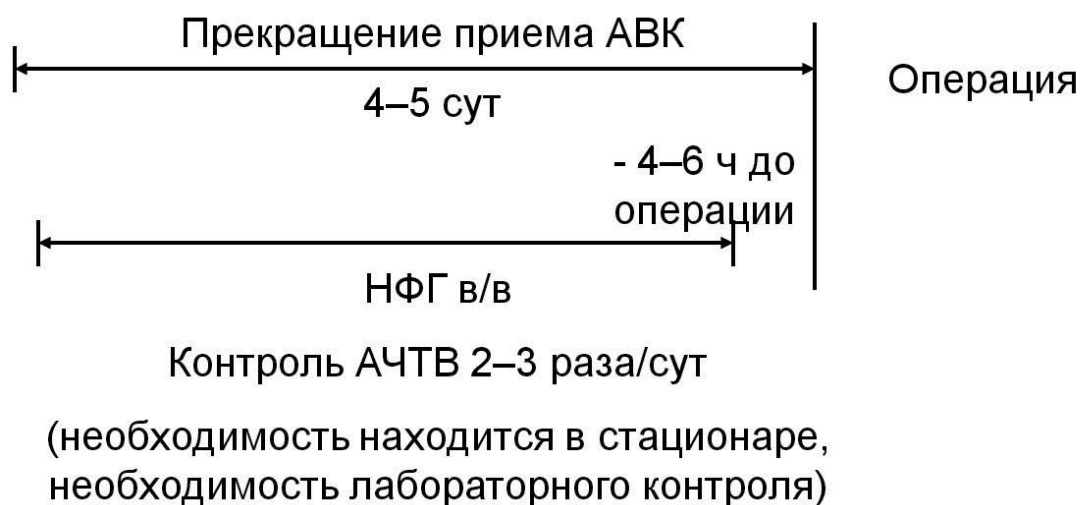 Прекращение приема АВК
Операция
4–5 сут
- 4–6 ч до
операции
НФГ в/в
Контроль АЧТВ 2–3 раза/сут
(необходимость находится в стационаре,
необходимость лабораторного контроля)